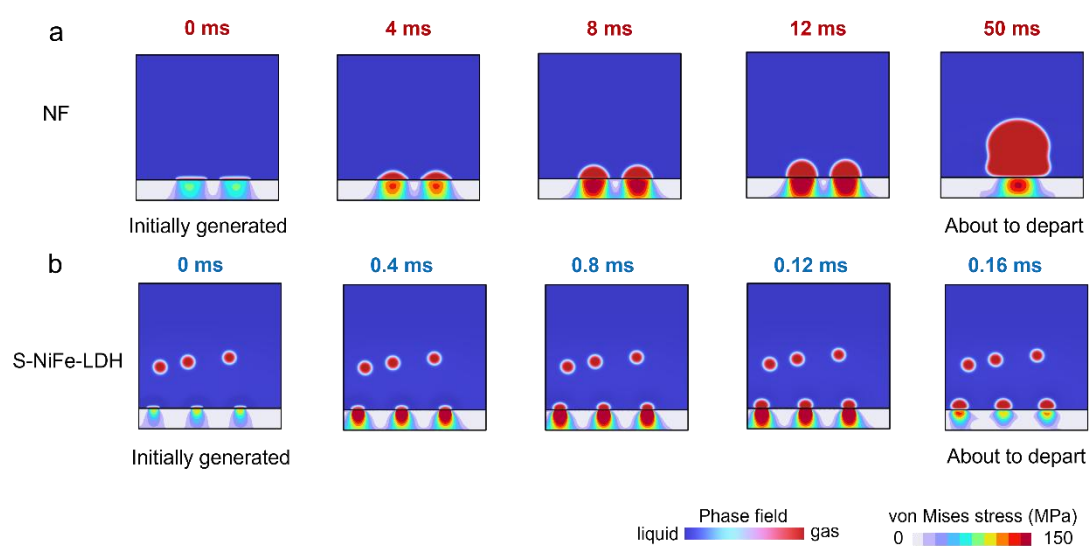 a
0 ms 4 ms 8 ms 12 ms 50 ms
NF
Initially generated About to depart
b
0 ms 0.4 ms 0.8 ms 0.12 ms 0.16 ms
S-NiFe-LDH
Initially generated About to depart
Phase field von Mises stress (MPa)
liquid gas 0 150